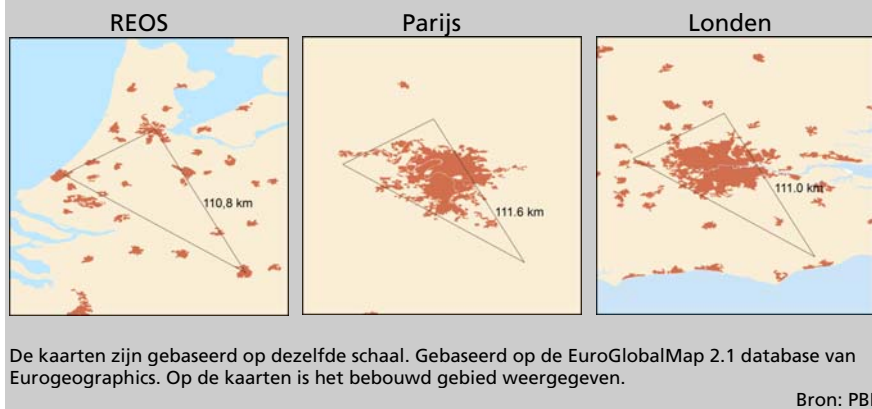 REOS
Parijs
Londen
110,8 km
111.6 km
111.0 km
De kaarten zijn gebaseerd op dezelfde schaal. Gebaseerd op de EuroGlobalMap 2.1 database van
Eurogeographics. Op de kaarten is het bebouwd gebied weergegeven.
Bron: